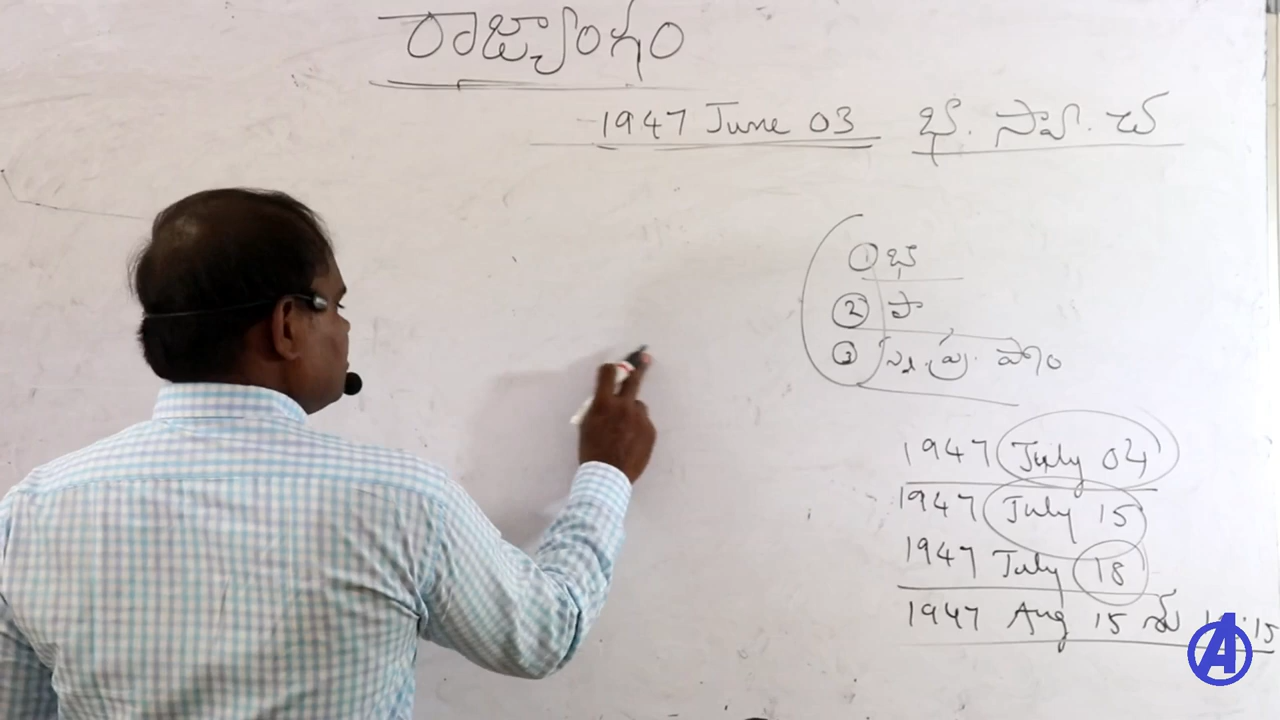 రాజ్యాంగం
1947 June 03 భా. స్వా. చ
① భా
② పా
③ స్వ. ప్ర. పాం
1947 July 04
1947 July 15
1947 July 18
1947 Aug 15